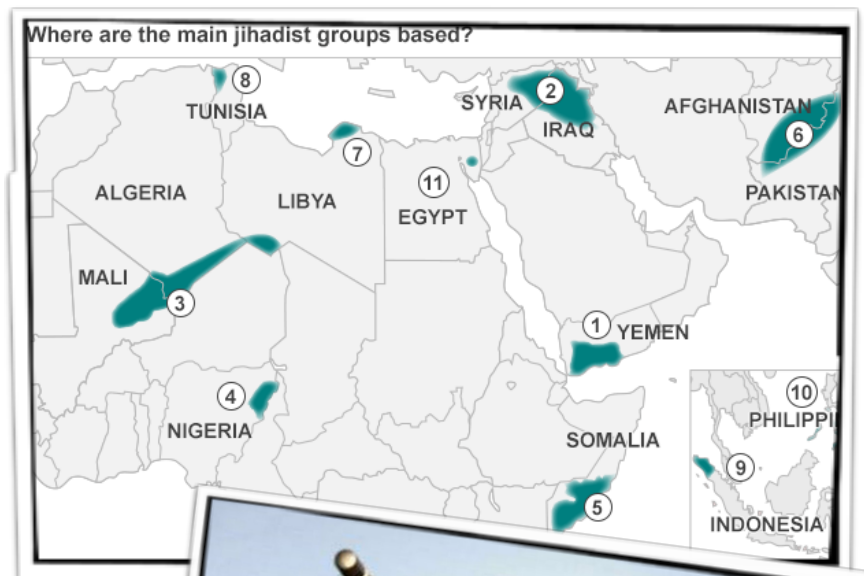 Where are the main jihadist groups based?
8
TUNISIA
SYRIA
2
IRAQ
AFGHANISTAN
6
7
PAKISTAN
ALGERIA
LIBYA
11
EGYPT
MALI
3
1
YEMEN
4
NIGERIA
SOMALIA
5
10
PHILIPPI
9
INDONESIA